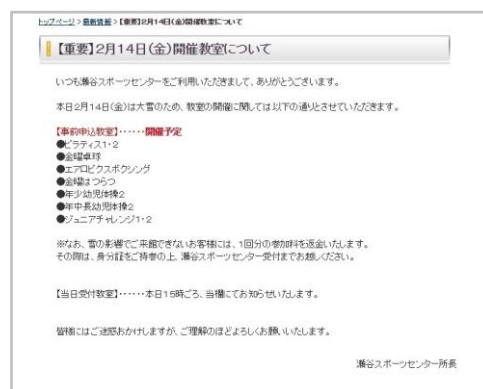 トップページ > 最新情報 > 【重要】2月14日(金)開催教室について
【重要】2月14日(金)開催教室について
いつも瀬谷スポーツセンターをご利用いただきまして、ありがとうございます。
本日2月14日(金)は大雪のため、教室の開催に関しては以下の通りとさせていただきます。
【事前申込教室】……開催予定
●ピラティス1・2
●金曜卓球
●エアロビクスボクシング
●金曜はつらつ
●年少幼児体操2
●年中長幼児体操2
●ジュニアチャレンジ1・2
※なお、雪の影響でご来館できないお客様には、1回分の参加料を返金いたします。
その際は、身分証をご持参の上、瀬谷スポーツセンター受付までお越しください。
【当日受付教室】……本日15時ごろ、当欄にてお知らせいたします。
皆様にはご迷惑おかけしますが、ご理解のほどよろしくお願いいたします。
瀬谷スポーツセンター所長